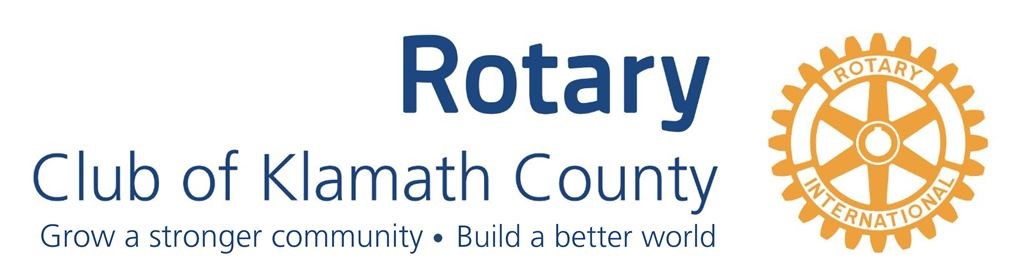 Rotary
Club of Klamath County
Grow a stronger community • Build a better world
ROTARY
INTERNATIONAL